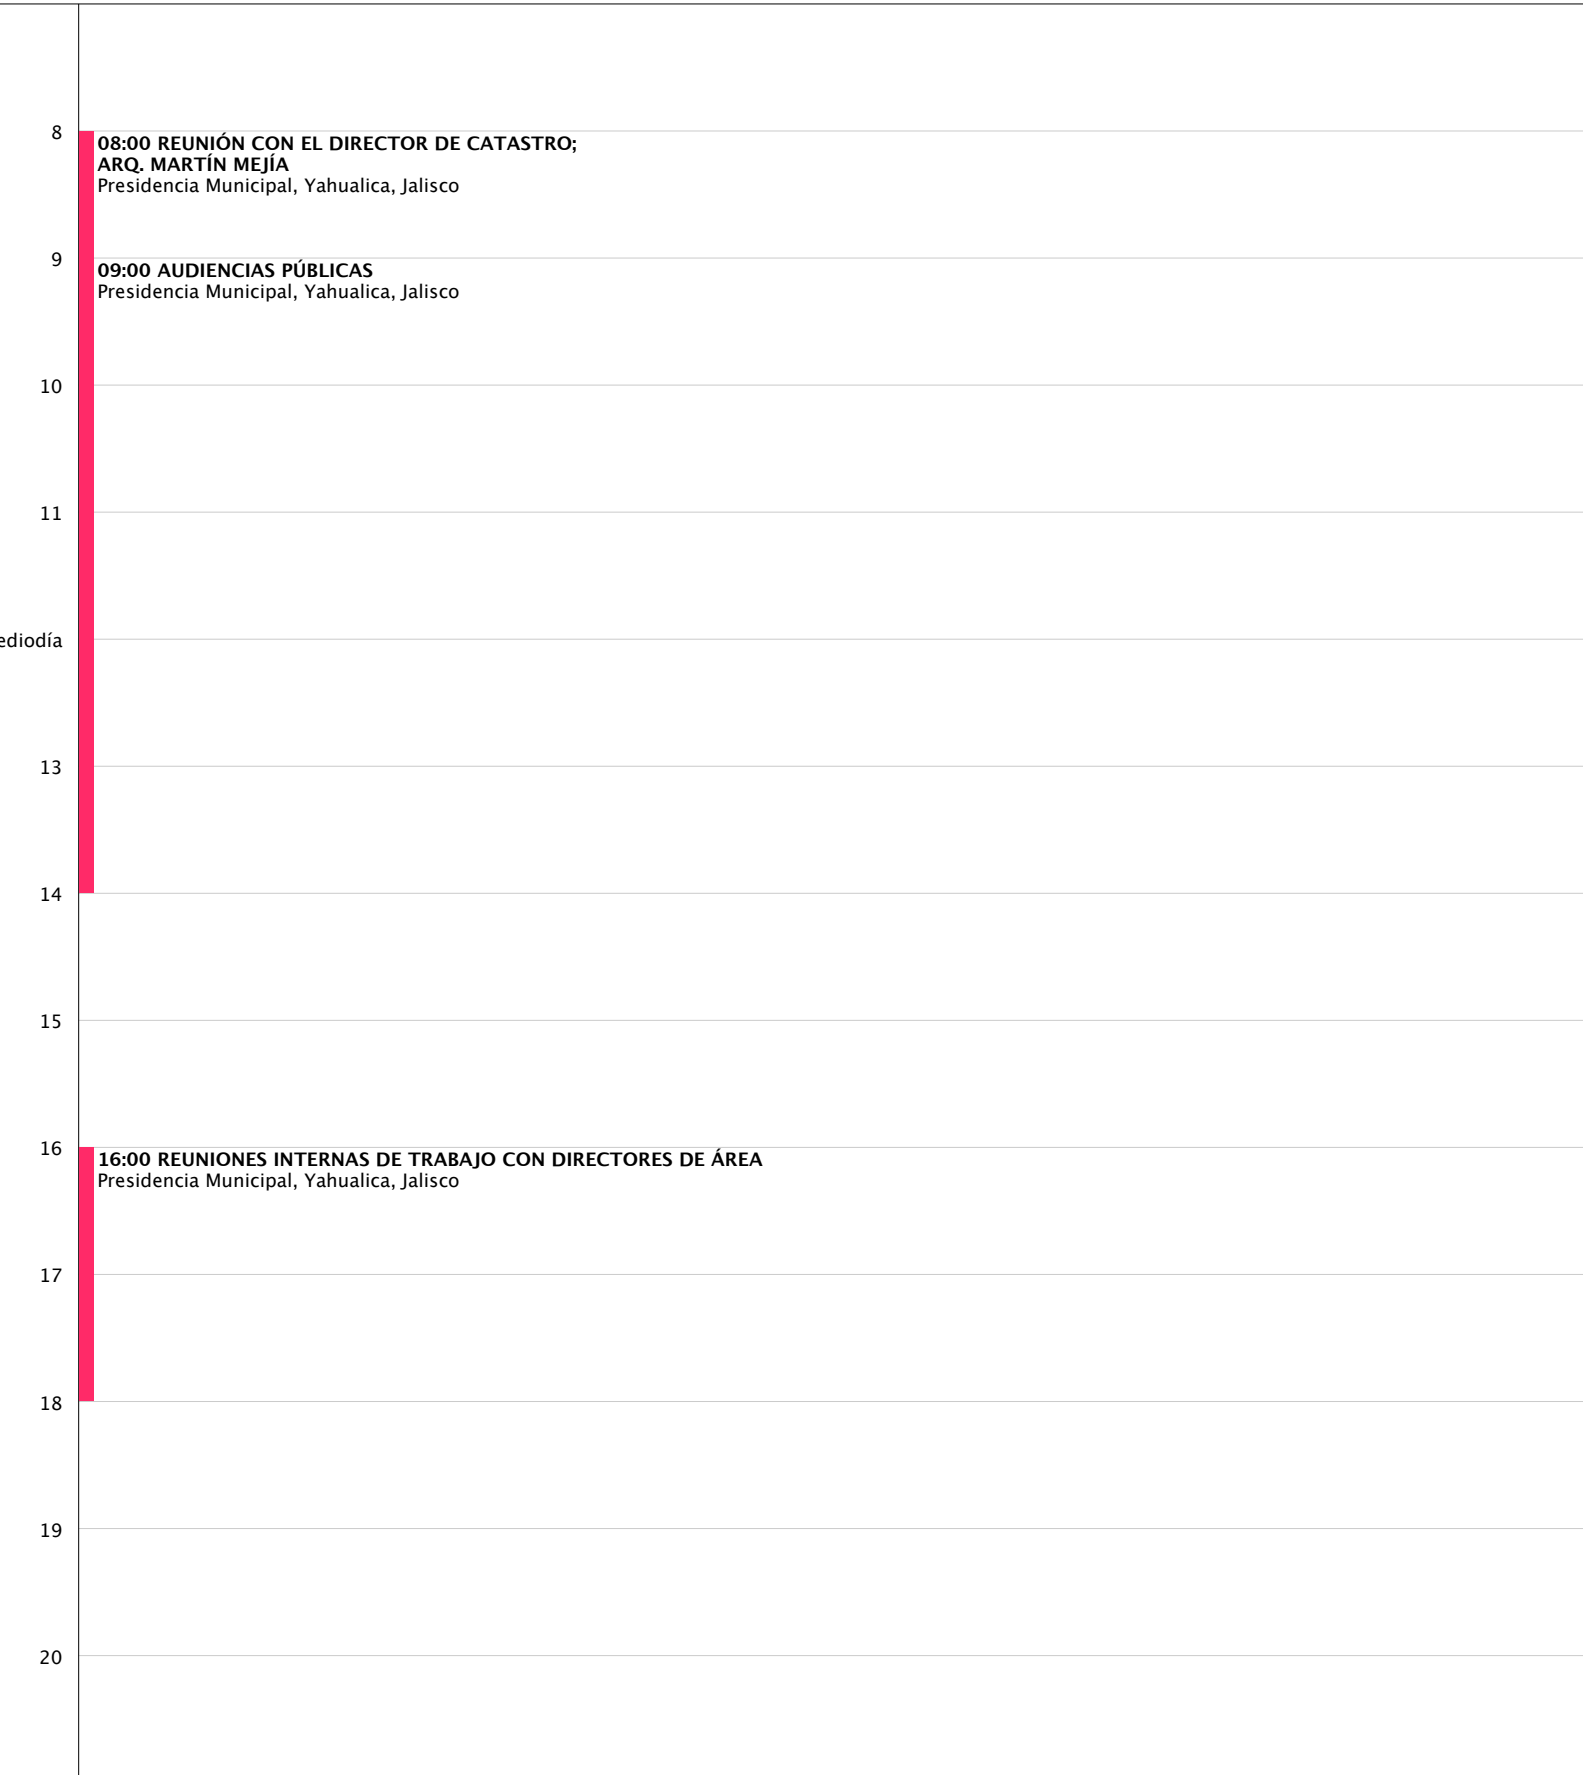 8
08:00 REUNIÓN CON EL DIRECTOR DE CATASTRO;
ARQ. MARTÍN MEJÍA
Presidencia Municipal, Yahualica, Jalisco
9
09:00 AUDIENCIAS PÚBLICAS
Presidencia Municipal, Yahualica, Jalisco
10
11
ediodía
13
14
15
16
16:00 REUNIONES INTERNAS DE TRABAJO CON DIRECTORES DE ÁREA
Presidencia Municipal, Yahualica, Jalisco
17
18
19
20